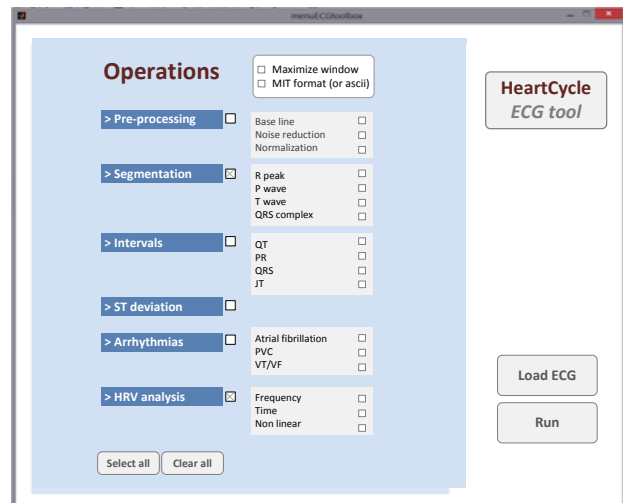 menuECGtoolbox
Operations
Maximize window
MIT format (or ascii)
HeartCycle
ECG tool
> Pre-processing
Base line
Noise reduction
Normalization
> Segmentation
R peak
P wave
T wave
QRS complex
> Intervals
QT
PR
QRS
JT
> ST deviation
> Arrhythmias
Atrial fibrillation
PVC
VT/VF
> HRV analysis
Frequency
Time
Non linear
Load ECG
Run
Select all
Clear all